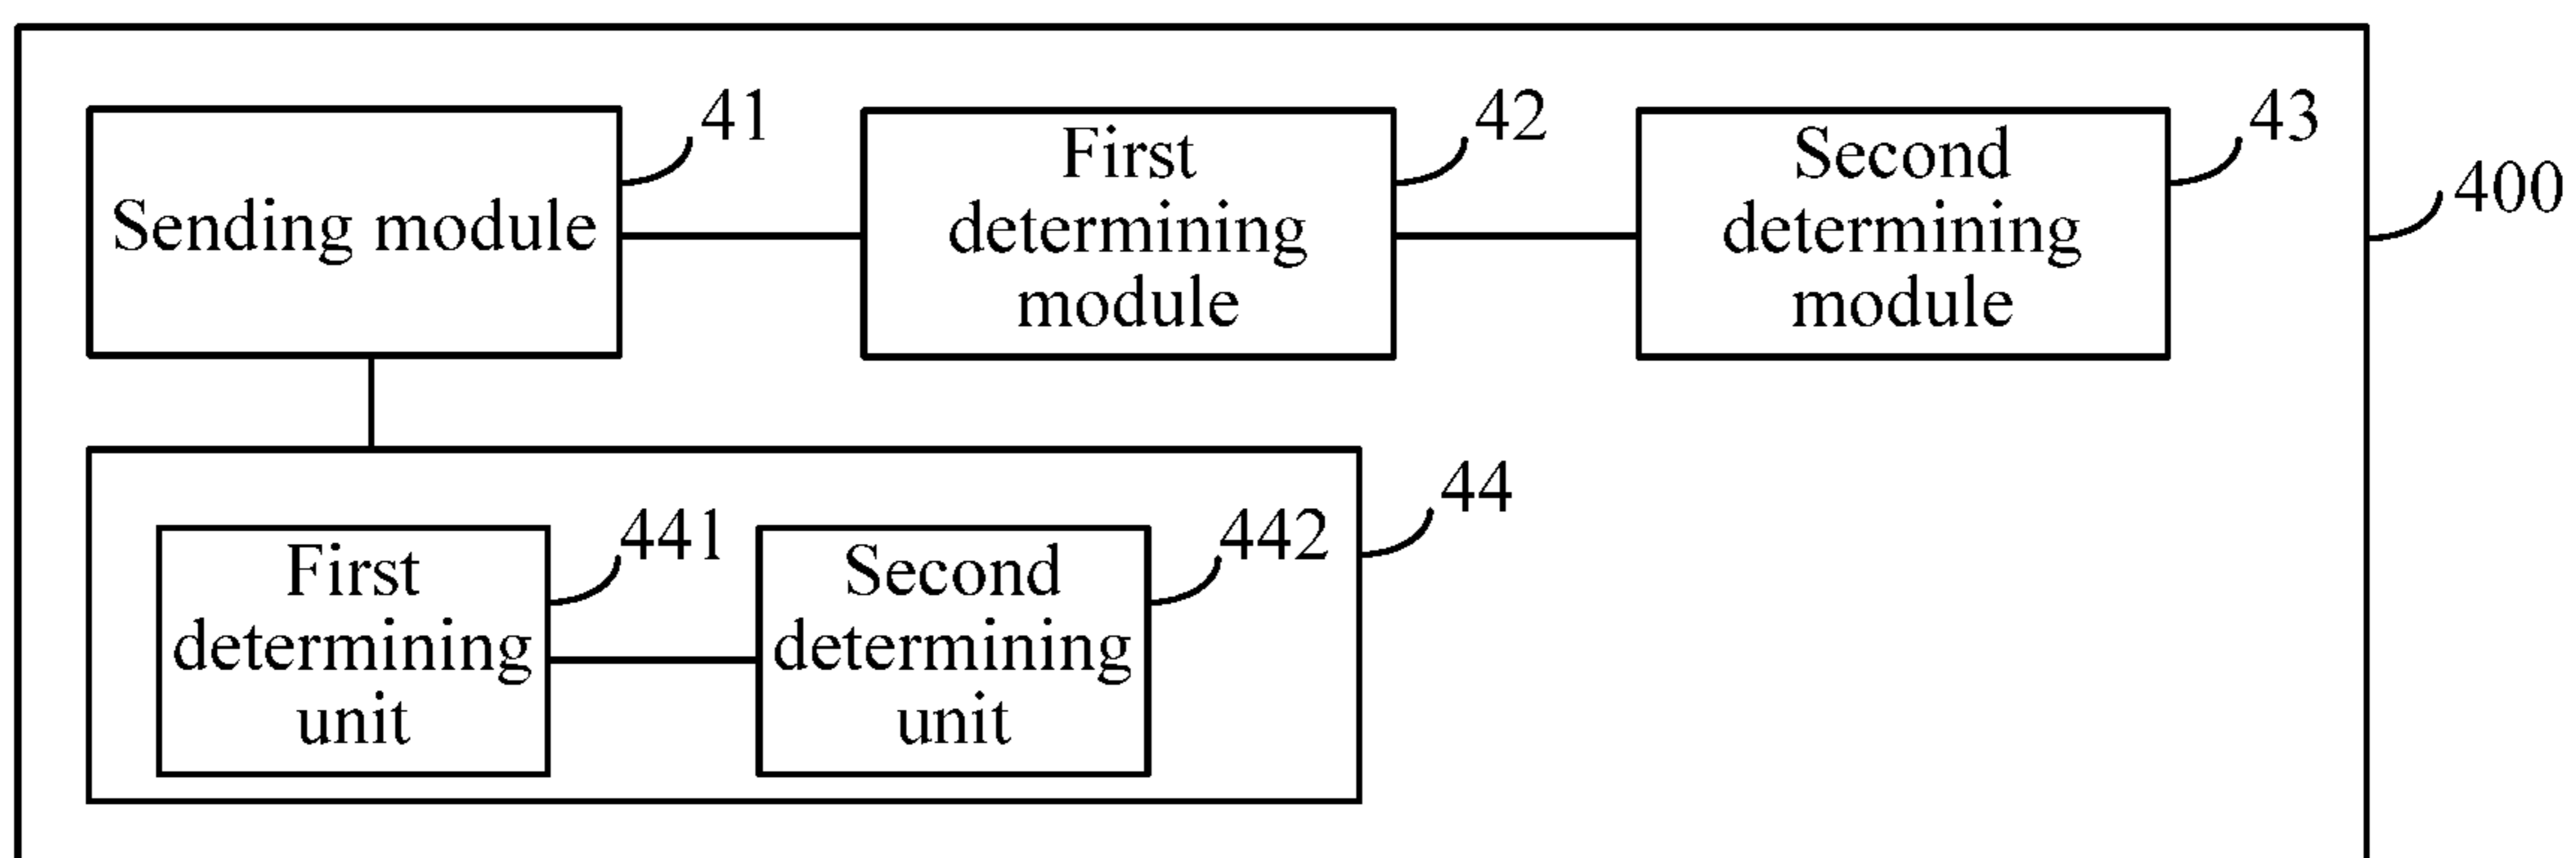 41
42
43
400
Sending module
First
determining
module
Second
determining
module
44
441
442
First
determining
unit
Second
determining
unit